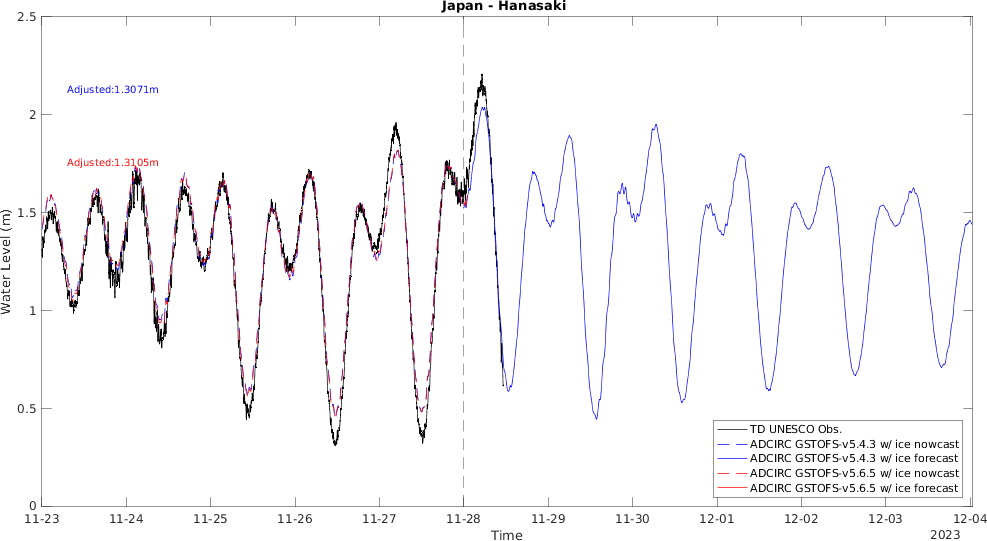 Japan - Hanasaki
2.5
2
1.5
1
0.5
0
Water Level (m)
Adjusted:1.3071m
Adjusted:1.3105m
TD UNESCO Obs.
ADCIRC GSTOFS-v5.4.3 w/ ice nowcast
ADCIRC GSTOFS-v5.4.3 w/ ice forecast
ADCIRC GSTOFS-v5.6.5 w/ ice nowcast
ADCIRC GSTOFS-v5.6.5 w/ ice forecast
11-23 11-24 11-25 11-26 11-27 11-28 11-29 11-30 12-01 12-02 12-03 12-04
Time
2023